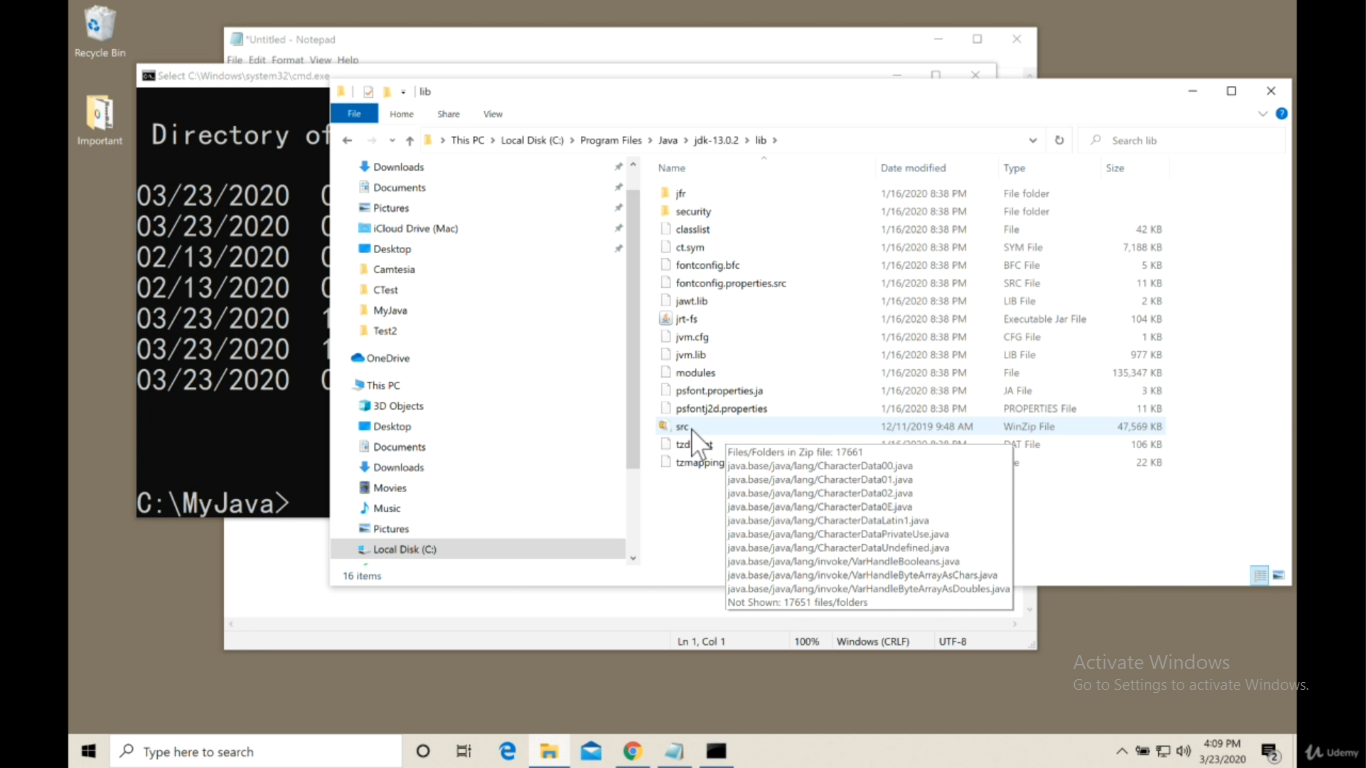 Recycle Bin
Important
*Untitled - Notepad
File Edit Format View Help
Select C:\Windows\system32\cmd.exe
Directory of
03/23/2020
03/23/2020
02/13/2020
02/13/2020
03/23/2020
03/23/2020
03/23/2020
C:\MyJava>
lib
File Home Share View
This PC > Local Disk (C:) > Program Files > Java > jdk-13.0.2 > lib >
Search lib
Downloads
Documents
Pictures
iCloud Drive (Mac)
Desktop
Camtesia
CTest
MyJava
Test2
OneDrive
This PC
3D Objects
Desktop
Documents
Downloads
Movies
Music
Pictures
Local Disk (C:)
Name Date modified Type Size
jfr 1/16/2020 8:38 PM File folder
security 1/16/2020 8:38 PM File folder
classlist 1/16/2020 8:38 PM File 42 KB
ct.sym 1/16/2020 8:38 PM SYM File 7,188 KB
fontconfig.bfc 1/16/2020 8:38 PM BFC File 5 KB
fontconfig.properties.src 1/16/2020 8:38 PM SRC File 11 KB
jawt.lib 1/16/2020 8:38 PM LIB File 2 KB
jrt-fs 1/16/2020 8:38 PM Executable Jar File 104 KB
jvm.cfg 1/16/2020 8:38 PM CFG File 1 KB
jvm.lib 1/16/2020 8:38 PM LIB File 977 KB
modules 1/16/2020 8:38 PM File 135,347 KB
psfont.properties.ja 1/16/2020 8:38 PM JA File 3 KB
psfontj2d.properties 1/16/2020 8:38 PM PROPERTIES File 11 KB
src 12/11/2019 9:48 AM WinZip File 47,569 KB
1/16/2020 8:38 PM DAT File 106 KB
tzmapping 22 KB
Files/Folders in Zip file: 17661
java.base/java/lang/CharacterData00.java
java.base/java/lang/CharacterData01.java
java.base/java/lang/CharacterData02.java
java.base/java/lang/CharacterData0E.java
java.base/java/lang/CharacterDataLatin1.java
java.base/java/lang/CharacterDataPrivateUse.java
java.base/java/lang/CharacterDataUndefined.java
java.base/java/lang/invoke/VarHandleBooleans.java
java.base/java/lang/invoke/VarHandleByteArrayAsChars.java
java.base/java/lang/invoke/VarHandleByteArrayAsDoubles.java
Not Shown: 17651 files/folders
16 items
Ln 1, Col 1 100% Windows (CRLF) UTF-8
Activate Windows
Go to Settings to activate Windows.
Type here to search
4:09 PM
3/23/2020
2
Udemy